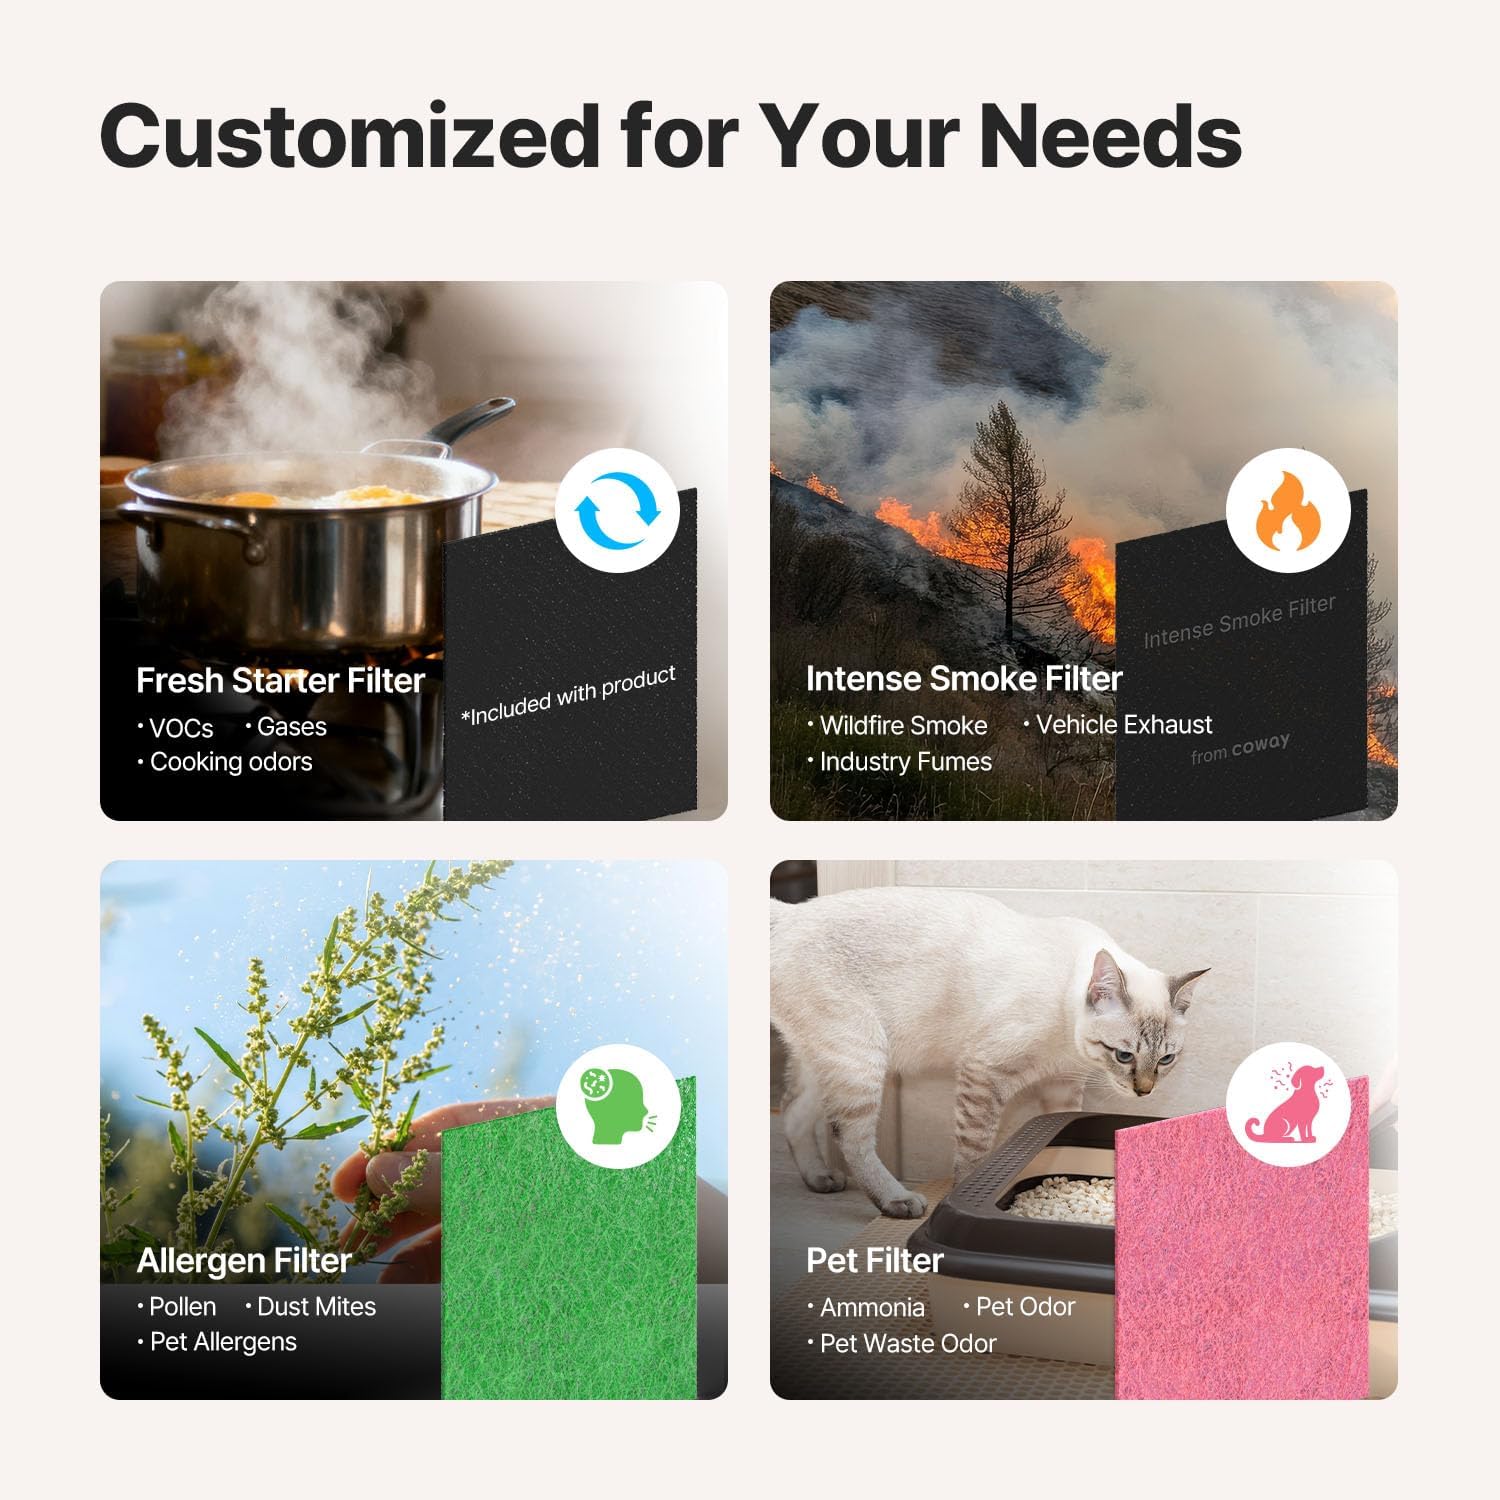 Customized for Your Needs
Fresh Starter Filter
• VOCs • Gases
• Cooking odors
*Included with product
Intense Smoke Filter
• Wildfire Smoke • Vehicle Exhaust
• Industry Fumes
Intense Smoke Filter
from coway
Allergen Filter
• Pollen • Dust Mites
• Pet Allergens
Pet Filter
• Ammonia • Pet Odor
• Pet Waste Odor